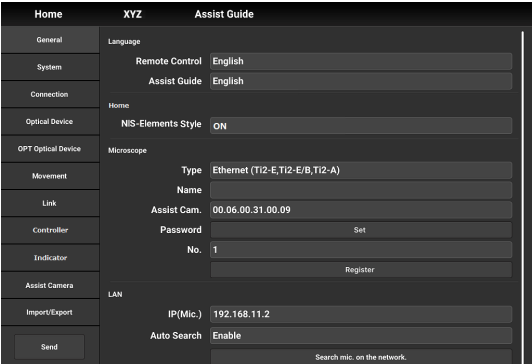 Home XYZ Assist Guide
General
System
Connection
Optical Device
OPT Optical Device
Movement
Link
Controller
Indicator
Assist Camera
Import/Export
Send
Language
Remote Control English
Assist Guide English
Home
NIS-Elements Style ON
Microscope
Type Ethernet (Ti2-E,Ti2-E/B,Ti2-A)
Name
Assist Cam. 00.06.00.31.00.09
Password Set
No. 1
Register
LAN
IP(Mic.) 192.168.11.2
Auto Search Enable
Search mic. on the network.